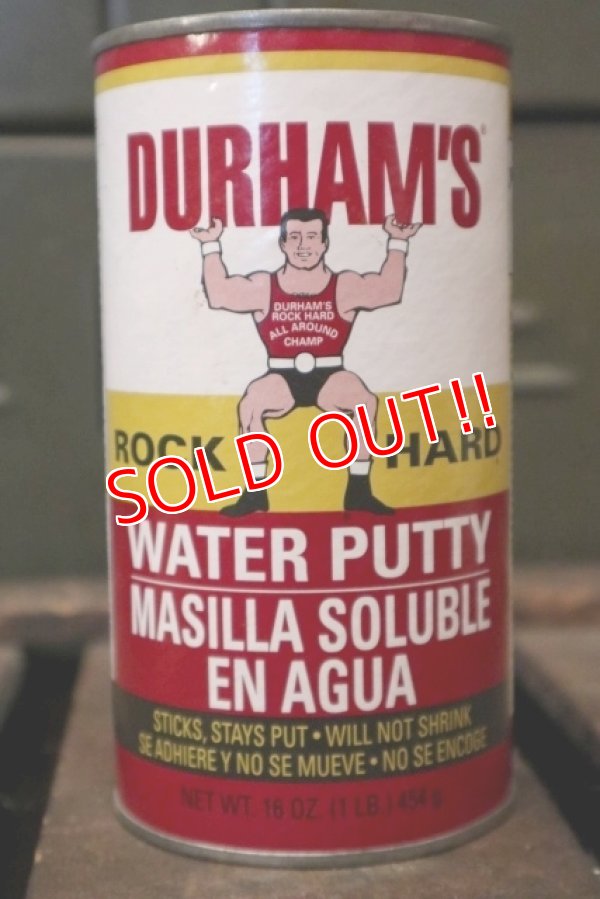 DURHAM'S®
DURHAM'S
ROCK HARD
ALL AROUND
CHAMP
ROCK HARD
SOLD OUT!!
WATER PUTTY
MASILLA SOLUBLE
EN AGUA
STICKS, STAYS PUT • WILL NOT SHRINK
SE ADHIERE Y NO SE MUEVE • NO SE ENCOGE
NET WT. 16 OZ. (1 LB.) 454 g